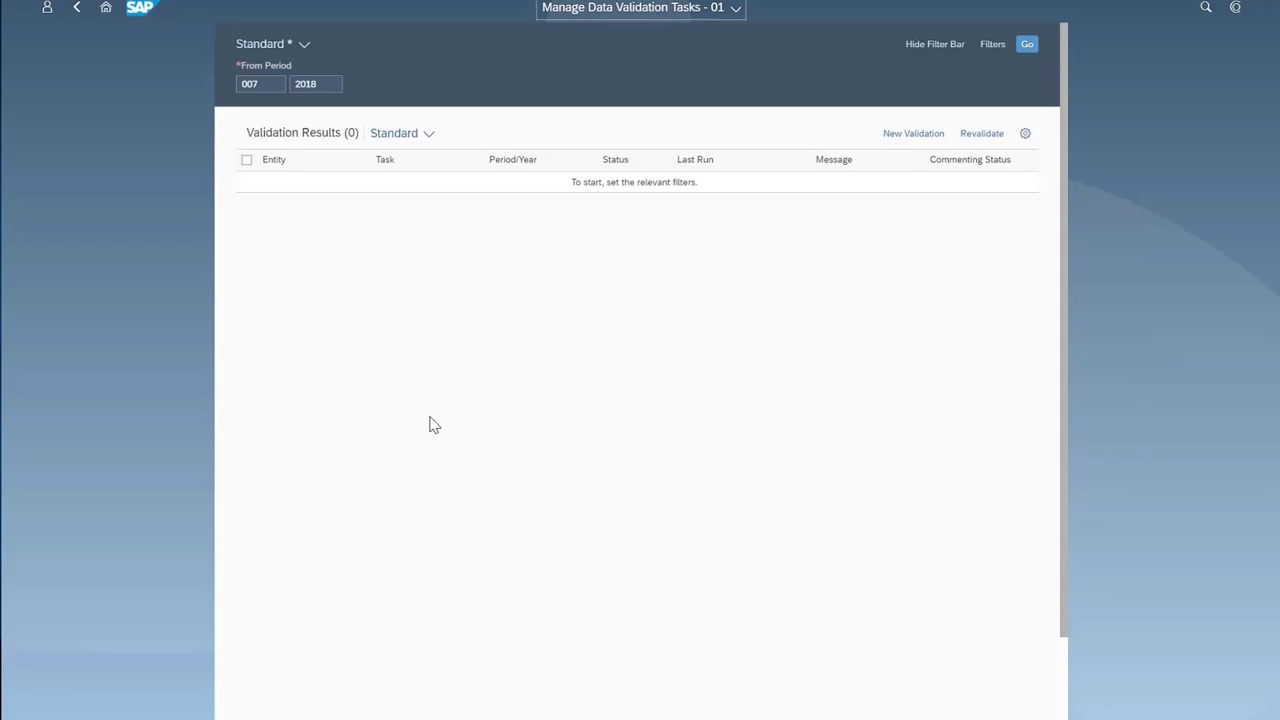 SAP Manage Data Validation Tasks - 01
Standard * Hide Filter Bar Filters Go
*From Period
007 2018
Validation Results (0) Standard New Validation Revalidate
Entity Task Period/Year Status Last Run Message Commenting Status
To start, set the relevant filters.